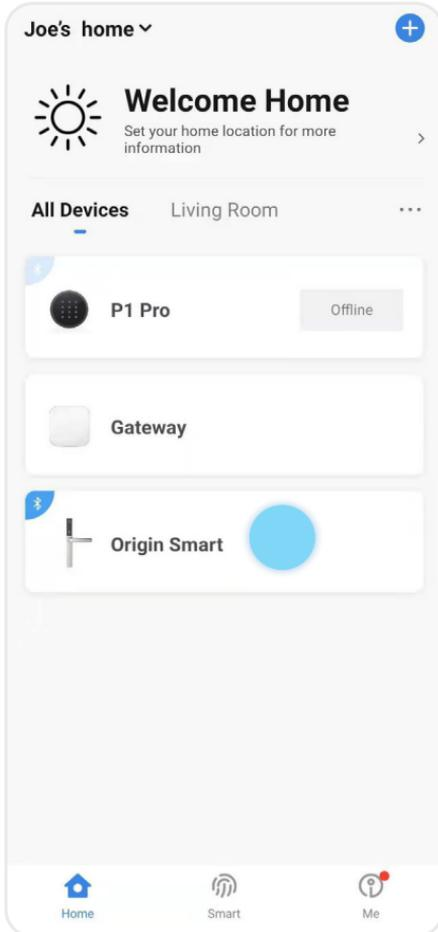 Joe's home
Welcome Home
Set your home location for more
information
All Devices
Living Room
P1 Pro
Offline
Gateway
Origin Smart
Home
Smart
Me